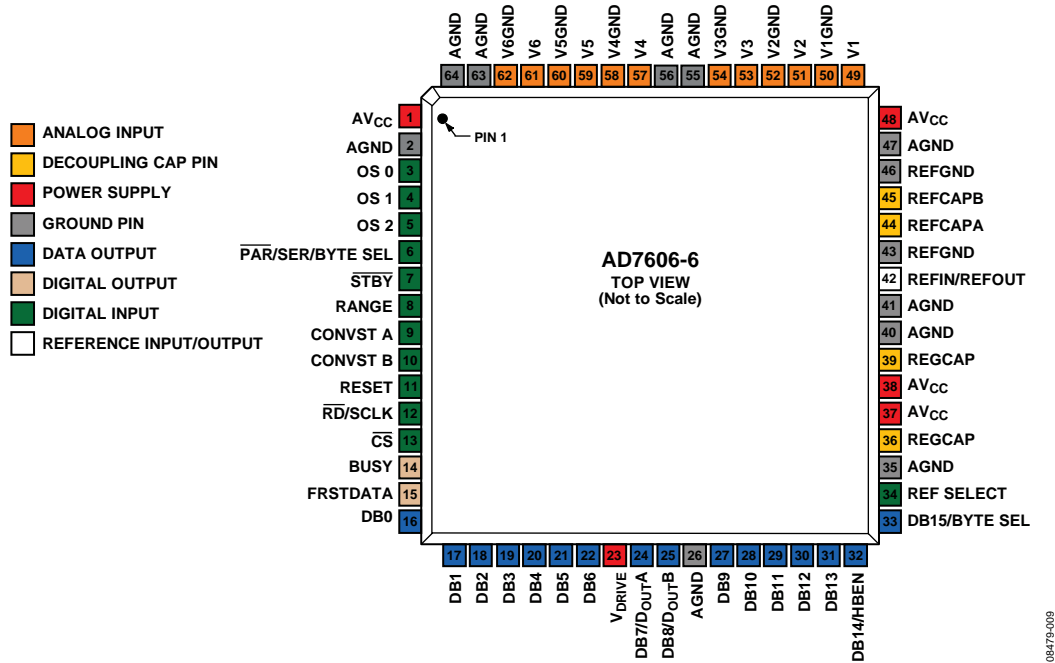 AGND
AGND
V6GND
V6
V5GND
V5
V4GND
V4
AGND
AGND
V3GND
V3
V2GND
V2
V1GND
V1
64 63 62 61 60 59 58 57 56 55 54 53 52 51 50 49
ANALOG INPUT
DECOUPLING CAP PIN
POWER SUPPLY
GROUND PIN
DATA OUTPUT
DIGITAL OUTPUT
DIGITAL INPUT
REFERENCE INPUT/OUTPUT
AVCC 1
AGND 2
OS 0 3
OS 1 4
OS 2 5
PAR/SER/BYTE SEL 6
STBY 7
RANGE 8
CONVST A 9
CONVST B 10
RESET 11
RD/SCLK 12
CS 13
BUSY 14
FRSTDATA 15
DB0 16
PIN 1
AD7606-6
TOP VIEW
(Not to Scale)
48 AVCC
47 AGND
46 REFGND
45 REFCAPB
44 REFCAPA
43 REFGND
42 REFIN/REFOUT
41 AGND
40 AGND
39 REGCAP
38 AVCC
37 AVCC
36 REGCAP
35 AGND
34 REF SELECT
33 DB15/BYTE SEL
17 18 19 20 21 22 23 24 25 26 27 28 29 30 31 32
DB1
DB2
DB3
DB4
DB5
DB6
VDRIVE
DB7/DOUTA
DB8/DOUTB
AGND
DB9
DB10
DB11
DB12
DB13
DB14/HBEN
08479-009